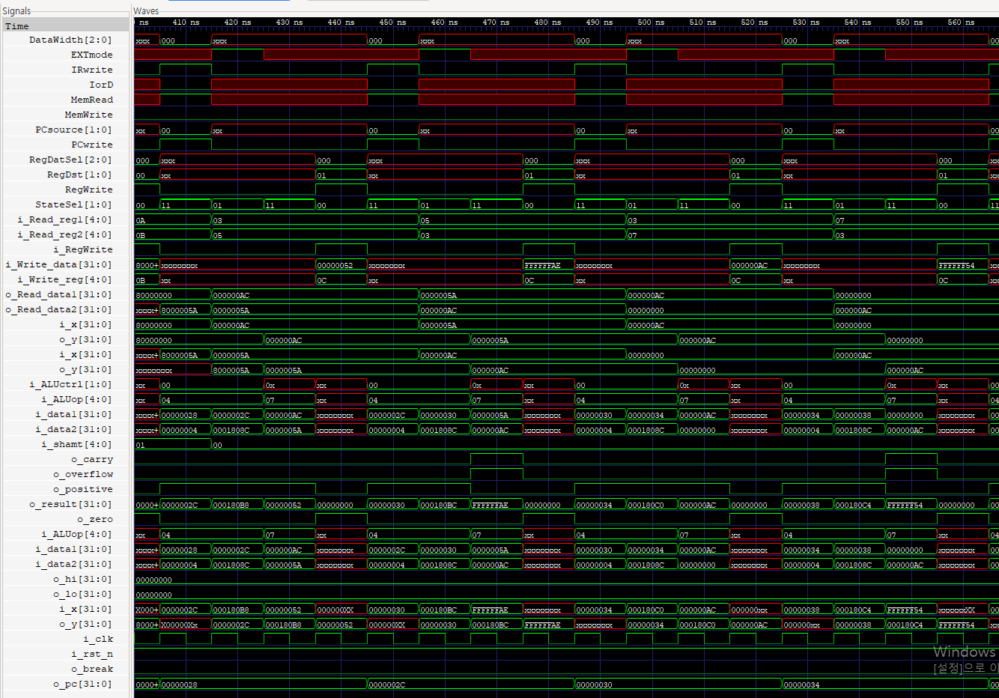 Signals
Waves
Time
ns 410 ns 420 ns 430 ns 440 ns 450 ns 460 ns 470 ns 480 ns 490 ns 500 ns 510 ns 520 ns 530 ns 540 ns 550 ns 560 ns
DataWidth[2:0] xxx 000 xxx 000 xxx 000 xxx 000 xxx 00
EXTmode
IRwrite
IorD
MemRead
MemWrite
PCsource[1:0] xx 00 xx 00 xx 00 xx 00 xx 00
PCwrite
RegDatSel[2:0] 000 xxx 000 xxx 000 xxx 000 xxx 000 xx
RegDst[1:0] 00 xx 01 xx 01 xx 01 xx 01 xx
RegWrite
StateSel[1:0] 00 11 01 11 00 11 01 11 00 11 01 11 00 11 01 11 00 11
i_Read_reg1[4:0] 0A 03 05 03 07
i_Read_reg2[4:0] 0B 05 03 07 03
i_RegWrite
i_Write_data[31:0] 8000+ xxxxxxxx 00000052 xxxxxxxx FFFFFFAE xxxxxxxx 000000AC xxxxxxxx FFFFFF54 xx
i_Write_reg[4:0] 0B xx 0C xx 0C xx 0C xx 0C xx
o_Read_data1[31:0] 80000000 000000AC 0000005A 000000AC 00000000
o_Read_data2[31:0] xxxx+ 8000005A 0000005A 000000AC 00000000 000000AC
i_x[31:0] 80000000 000000AC 0000005A 000000AC 00000000
o_y[31:0] 80000000 000000AC 0000005A 000000AC 00000000
i_x[31:0] xxxx+ 8000005A 0000005A 000000AC 00000000 000000AC
o_y[31:0] xxxxxxxx 8000005A 0000005A 000000AC 00000000 000000AC
i_ALUctrl[1:0] xx 00 0x xx 00 0x xx 00 0x xx 00 0x xx 00
i_ALUop[4:0] xx 04 07 xx 04 07 xx 04 07 xx 04 07 xx 04
i_data1[31:0] xxxx+ 00000028 0000002C 000000AC xxxxxxxx 0000002C 00000030 0000005A xxxxxxxx 00000030 00000034 000000AC xxxxxxxx 00000034 00000038 00000000 xxxxxxxx 00
i_data2[31:0] xxxx+ 00000004 0001808C 0000005A xxxxxxxx 00000004 0001808C 000000AC xxxxxxxx 00000004 0001808C 00000000 xxxxxxxx 00000004 0001808C 000000AC xxxxxxxx 00
i_shamt[4:0] 01 00
o_carry
o_overflow
o_positive
o_result[31:0] 0000+ 0000002C 000180B8 00000052 00000000 00000030 000180BC FFFFFFAE 00000000 00000034 000180C0 000000AC 00000000 00000038 000180C4 FFFFFF54 00000000 00
o_zero
i_ALUop[4:0] xx 04 07 xx 04 07 xx 04 07 xx 04 07 xx 04
i_data1[31:0] xxxx+ 00000028 0000002C 000000AC xxxxxxxx 0000002C 00000030 0000005A xxxxxxxx 00000030 00000034 000000AC xxxxxxxx 00000034 00000038 00000000 xxxxxxxx 00
i_data2[31:0] xxxx+ 00000004 0001808C 0000005A xxxxxxxx 00000004 0001808C 000000AC xxxxxxxx 00000004 0001808C 00000000 xxxxxxxx 00000004 0001808C 000000AC xxxxxxxx 00
o_hi[31:0] 00000000
o_lo[31:0] 00000000
i_x[31:0] X000+ 0000002C 000180B8 00000052 000000XX 00000030 000180BC FFFFFFAE xxxxxxxx 00000034 000180C0 000000AC 000000xx 00000038 000180C4 FFFFFF54 xxxxxxXX 00
o_y[31:0] 8000+ X00000Xx 0000002C 000180B8 00000052 000000XX 00000030 000180BC FFFFFFAE xxxxxxxx 00000034 000180C0 000000AC 000000xx 00000038 000180C4 FFFFFF54 xx
i_clk
i_rst_n
Windows
o_break
[설정]으로 이
o_pc[31:0] 0000+ 00000028 0000002C 00000030 00000034 00